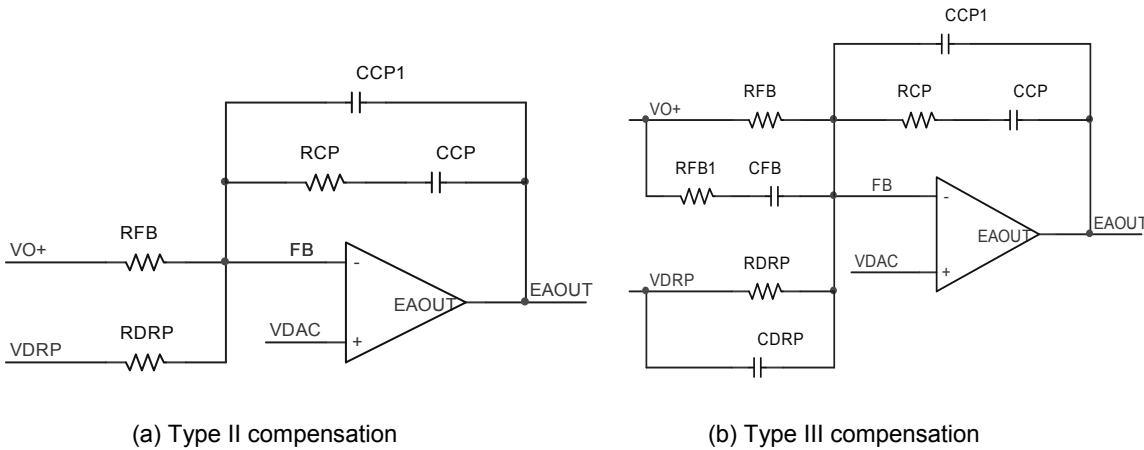 CCP1
RCP
CCP
RFB
VO+
FB
-
EAOUT
EAOUT
RDRP
VDAC
+
VDRP
(a) Type II compensation
CCP1
RFB
RCP
CCP
VO+
RFB1
CFB
FB
-
EAOUT
EAOUT
VDAC
+
RDRP
VDRP
CDRP
(b) Type III compensation